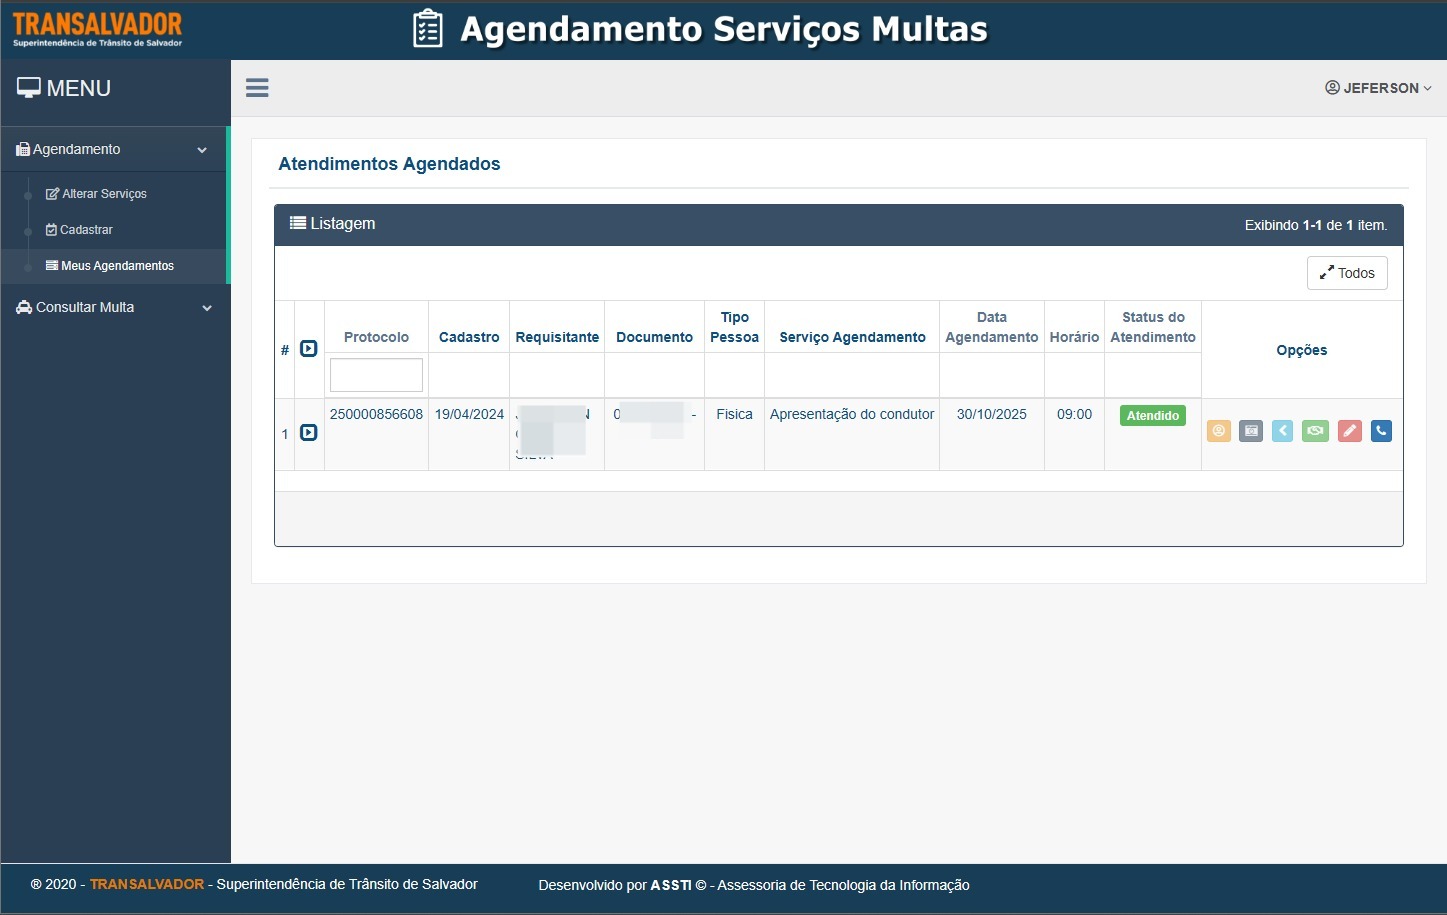 TRANSALVADOR
Superintendência de Trânsito de Salvador
Agendamento Serviços Multas
MENU
JEFERSON
Agendamento
Alterar Serviços
Cadastrar
Meus Agendamentos
Consultar Multa
Atendimentos Agendados
Listagem
Exibindo 1-1 de 1 item.
Todos
# Protocolo Cadastro Requisitante Documento Tipo Pessoa Serviço Agendamento Data Agendamento Horário Status do Atendimento Opções
1 250000856608 19/04/2024 Fisica Apresentação do condutor 30/10/2025 09:00 Atendido
® 2020 - TRANSALVADOR - Superintendência de Trânsito de Salvador
Desenvolvido por ASSTI © - Assessoria de Tecnologia da Informação